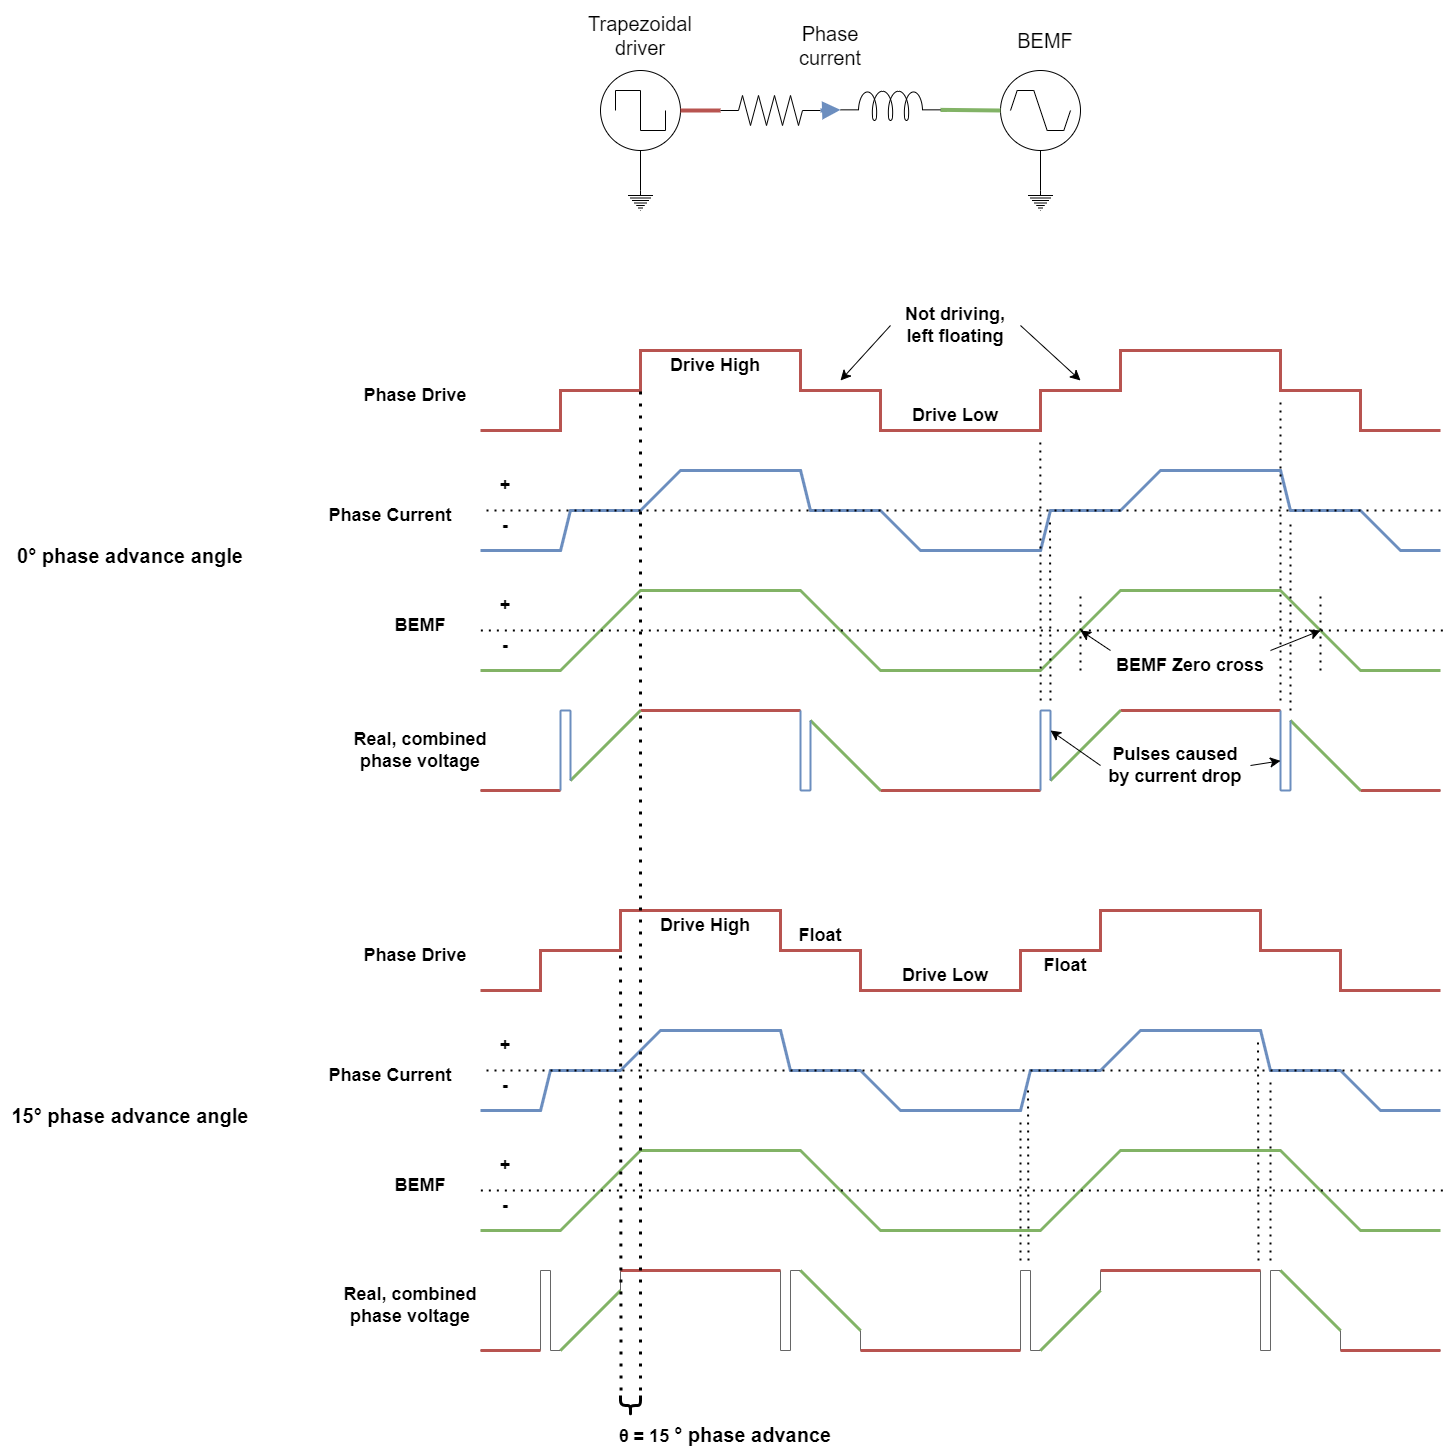 Trapezoidal
driver
Phase
current
BEMF
Not driving,
left floating
Phase Drive
Drive High
Drive Low
+
Phase Current
-
0° phase advance angle
+
BEMF
-
BEMF Zero cross
Real, combined
phase voltage
Pulses caused
by current drop
Phase Drive
Drive High
Float
Drive Low
Float
+
Phase Current
-
15° phase advance angle
+
BEMF
-
Real, combined
phase voltage
θ = 15 ° phase advance